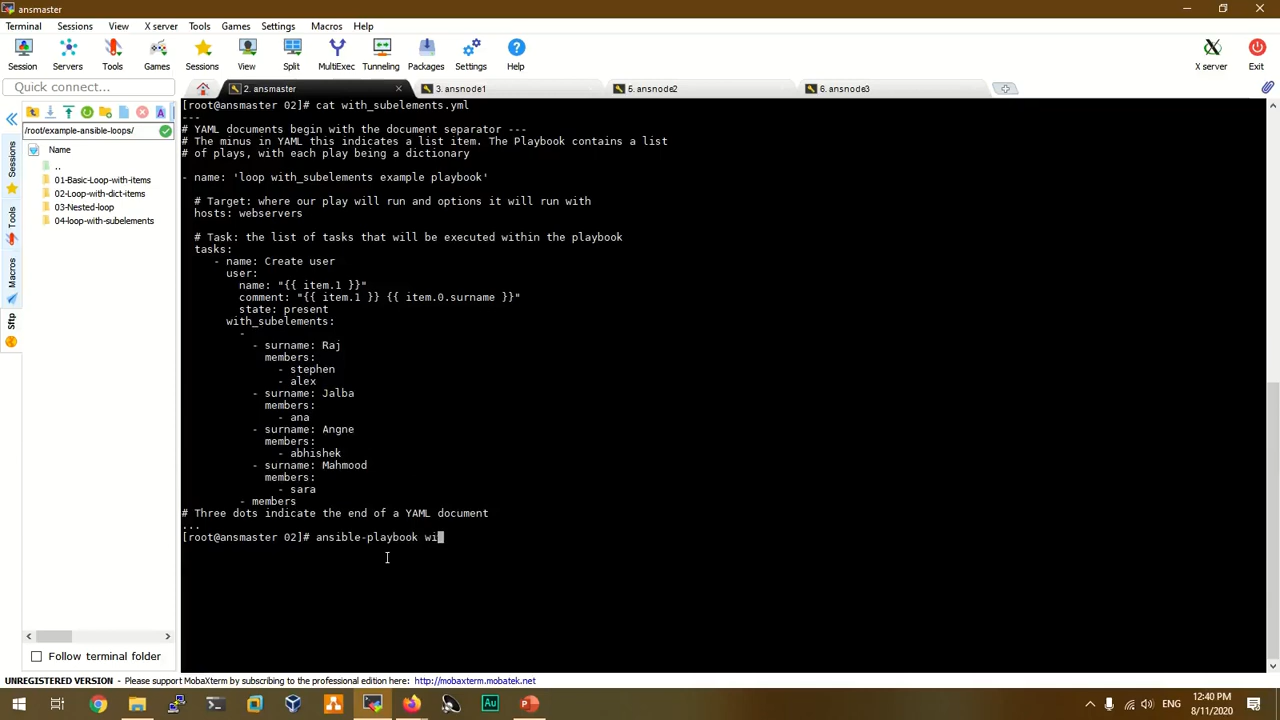 ansmaster
Terminal Sessions View X server Tools Games Settings Macros Help
Session Servers Tools Games Sessions View Split MultiExec Tunneling Packages Settings Help X server Exit
Quick connect... 2. ansmaster 3. ansnode1 5. ansnode2 6. ansnode3
/root/example-ansible-loops/
Name
..
01-Basic-Loop-with-items
02-Loop-with-dict-items
03-Nested-loop
04-loop-with-subelements
Sessions
Tools
Macros
Sftp
[root@ansmaster 02]# cat with_subelements.yml
---
# YAML documents begin with the document separator ---
# The minus in YAML this indicates a list item. The Playbook contains a list
# of plays, with each play being a dictionary
- name: 'loop with_subelements example playbook'
# Target: where our play will run and options it will run with
hosts: webservers
# Task: the list of tasks that will be executed within the playbook
tasks:
- name: Create user
user:
name: "{{ item.1 }}"
comment: "{{ item.1 }} {{ item.0.surname }}"
state: present
with_subelements:
-
- surname: Raj
members:
- stephen
- alex
- surname: Jalba
members:
- ana
- surname: Angne
members:
- abhishek
- surname: Mahmood
members:
- sara
- members
# Three dots indicate the end of a YAML document
...
[root@ansmaster 02]# ansible-playbook wi
Follow terminal folder
UNREGISTERED VERSION - Please support MobaXterm by subscribing to the professional edition here: http://mobaxterm.mobatek.net
Au
ENG
12:40 PM
8/11/2020